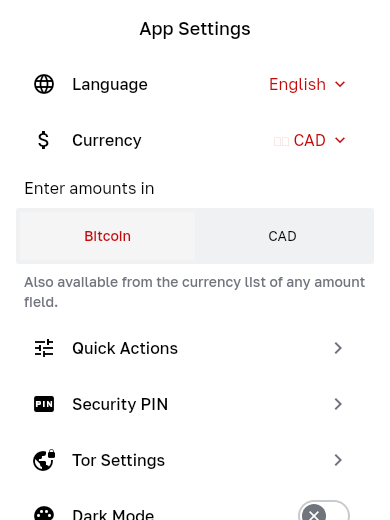 App Settings
Language English
Currency CAD
Enter amounts in
Bitcoin CAD
Also available from the currency list of any amount
field.
Quick Actions
PIN Security PIN
Tor Settings
Dark Mode